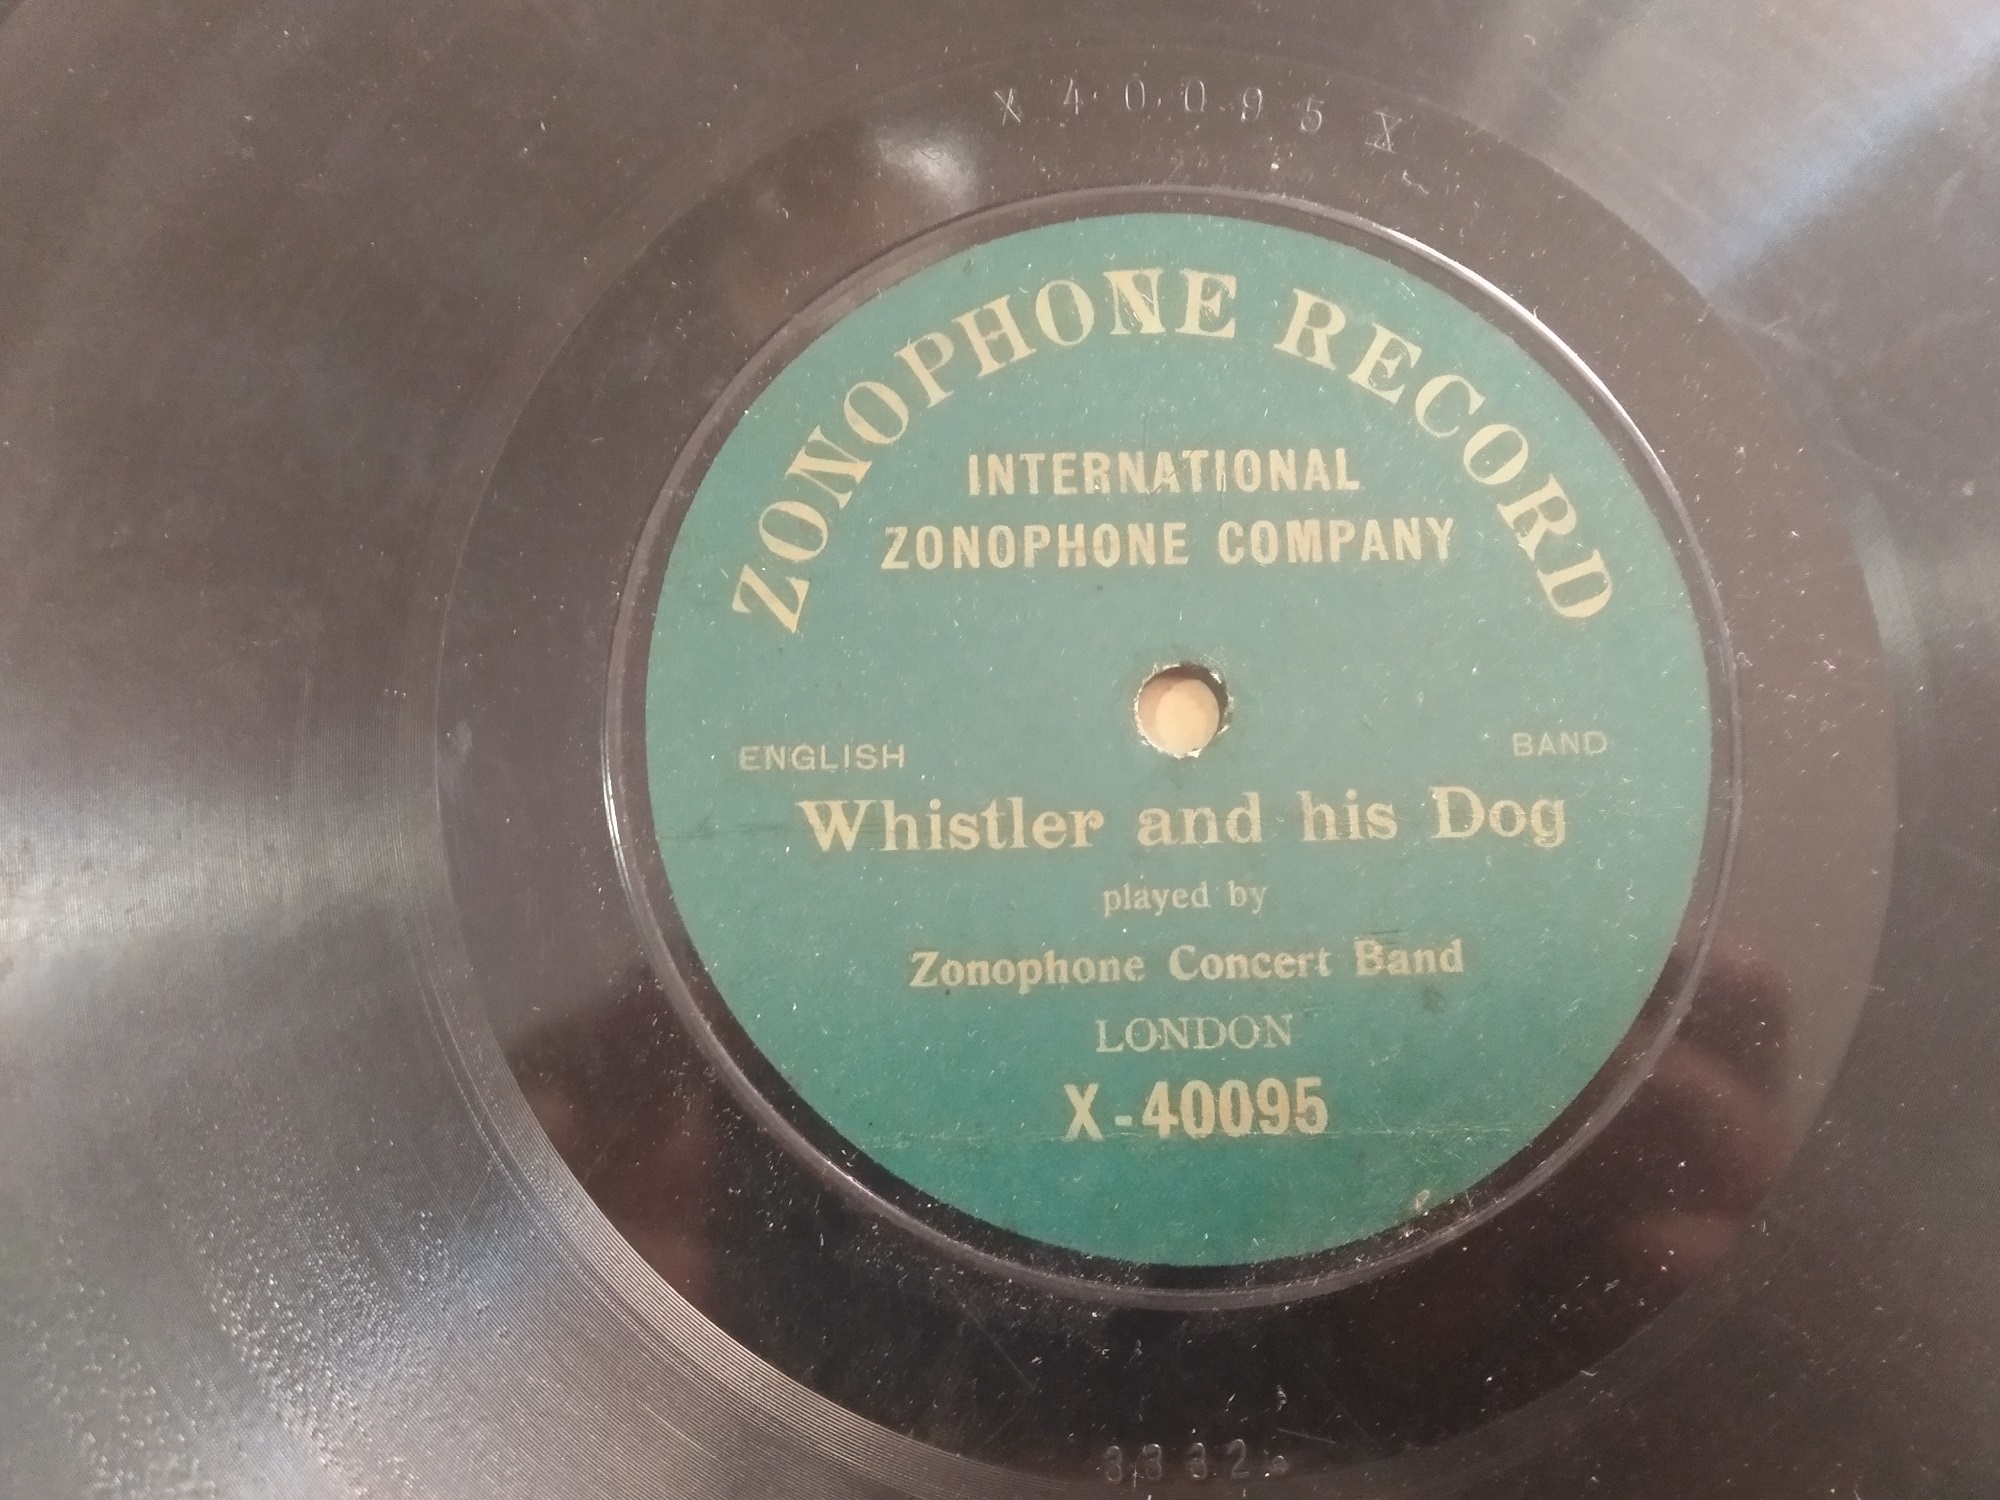 X 40095 X
ZONOPHONE RECORD
INTERNATIONAL
ZONOPHONE COMPANY
ENGLISH BAND
Whistler and his Dog
played by
Zonophone Concert Band
LONDON
X-40095
3332